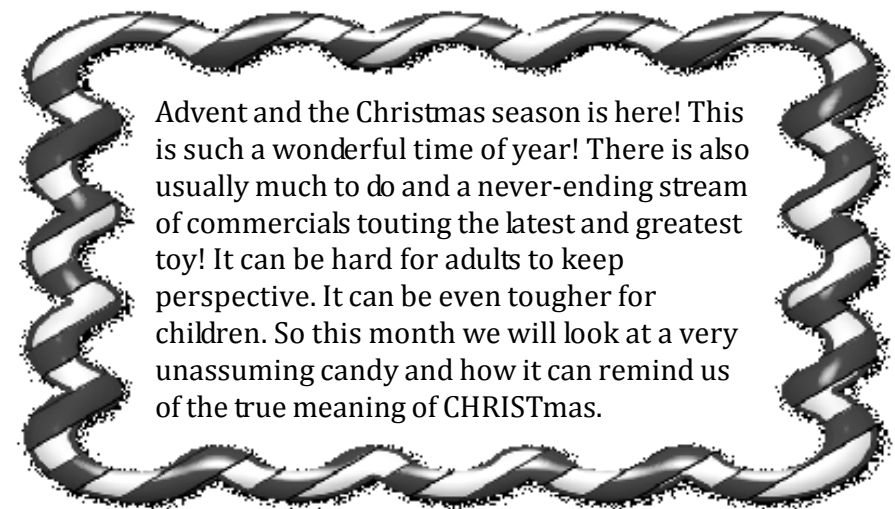 Advent and the Christmas season is here! This
is such a wonderful time of year! There is also
usually much to do and a never-ending stream
of commercials touting the latest and greatest
toy! It can be hard for adults to keep
perspective. It can be even tougher for
children. So this month we will look at a very
unassuming candy and how it can remind us
of the true meaning of CHRISTmas.